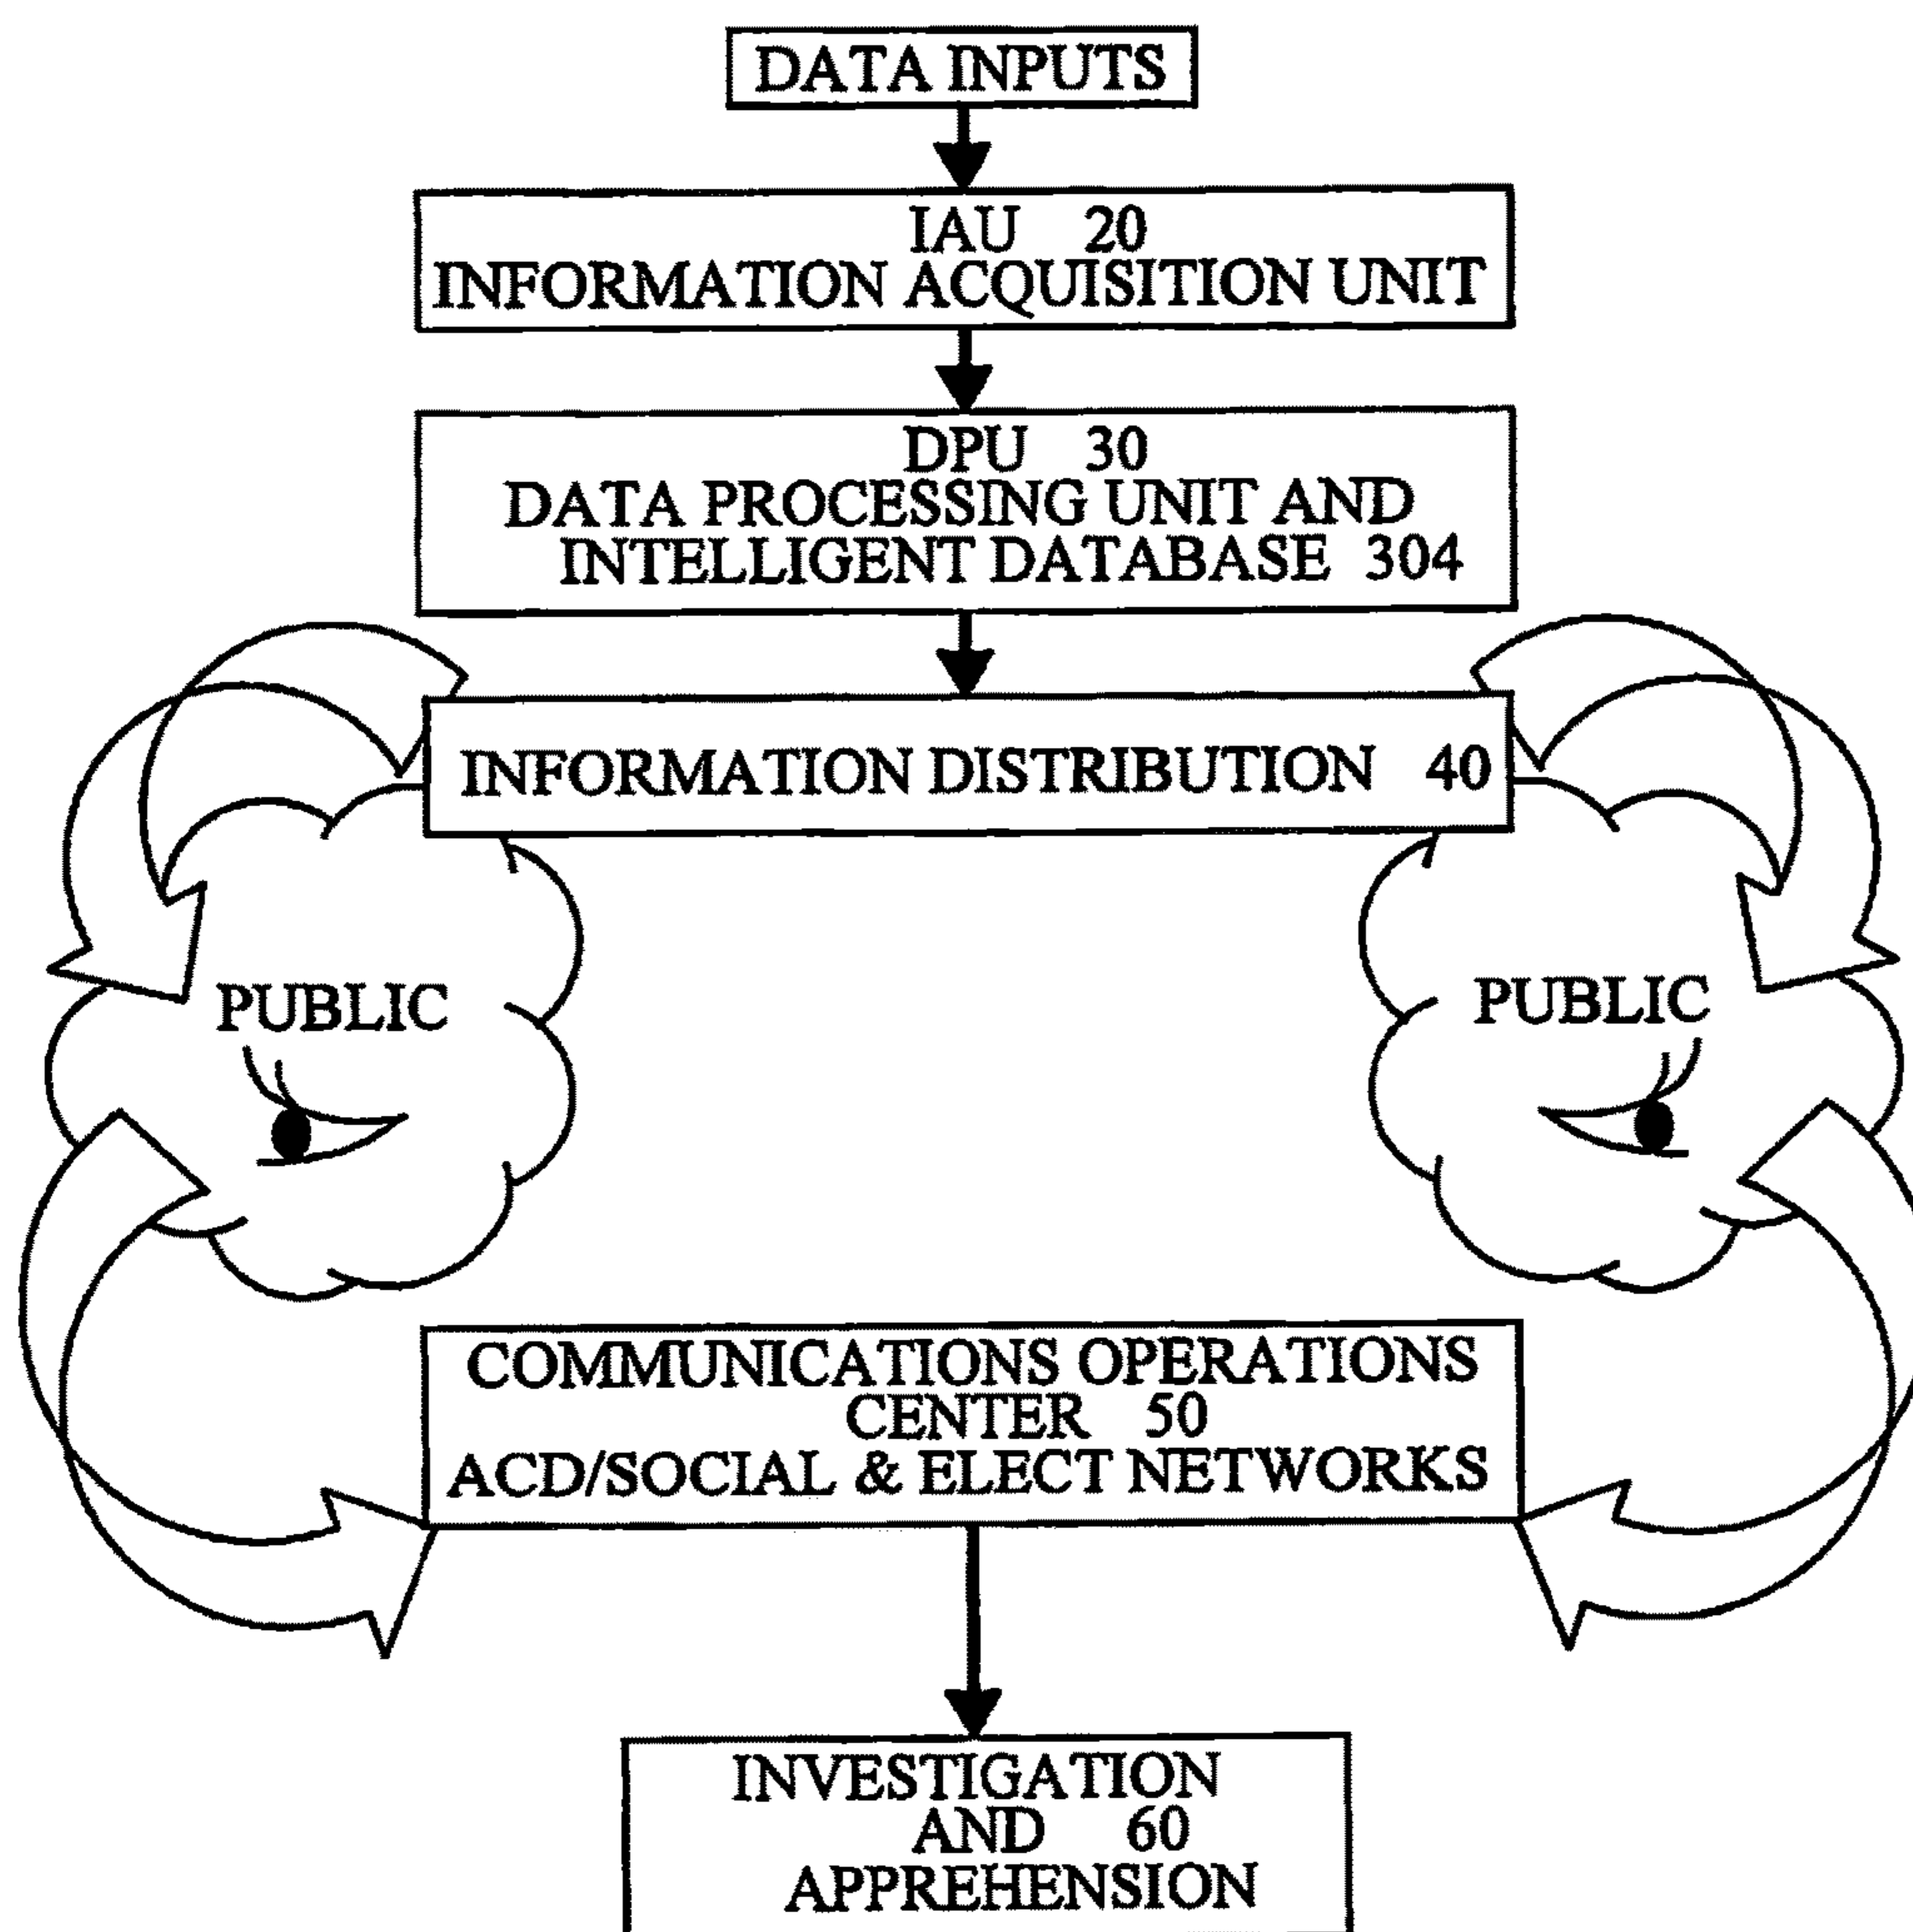 DATA INPUTS
IAU 20
INFORMATION ACQUISITION UNIT
DPU 30
DATA PROCESSING UNIT AND
INTELLIGENT DATABASE 304
INFORMATION DISTRIBUTION 40
PUBLIC
PUBLIC
COMMUNICATIONS OPERATIONS
CENTER 50
ACD/SOCIAL & ELECT NETWORKS
INVESTIGATION
AND 60
APPREHENSION